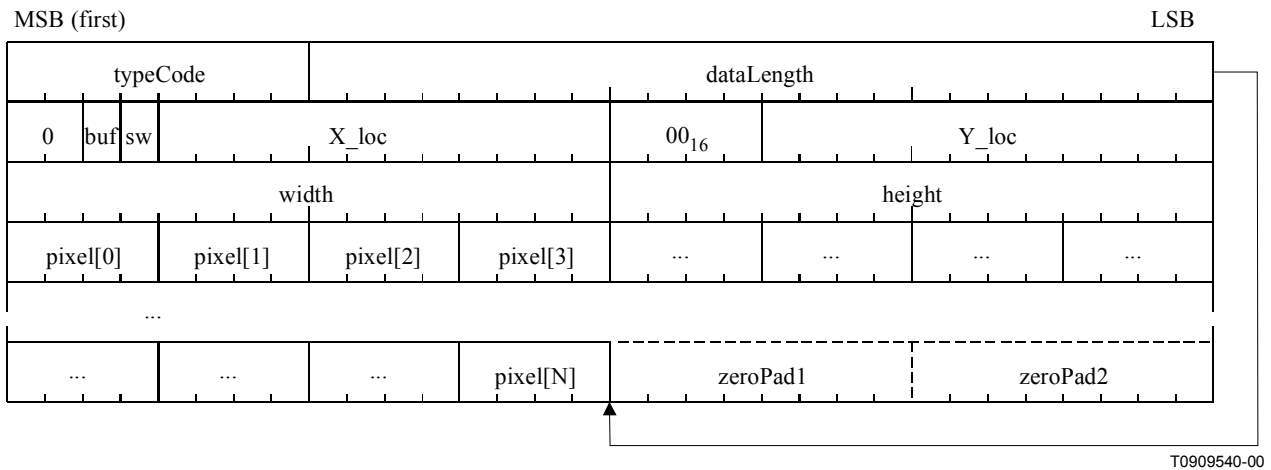 MSB (first) LSB
typeCode dataLength
0 buf sw X_loc 00₁₆ Y_loc
width height
pixel[0] pixel[1] pixel[2] pixel[3] ... ... ... ...
...
... ... ... pixel[N] zeroPad1 zeroPad2
T0909540-00